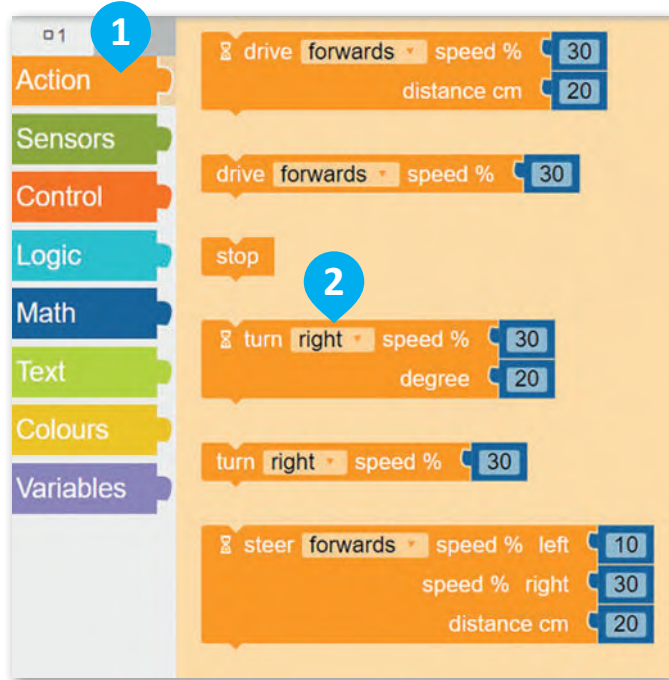 1
1
Action
Sensors
Control
Logic
Math
Text
Colours
Variables
drive forwards speed % 30
distance cm 20
drive forwards speed % 30
stop
2
turn right speed % 30
degree 20
turn right speed % 30
steer forwards speed % left 10
speed % right 30
distance cm 20